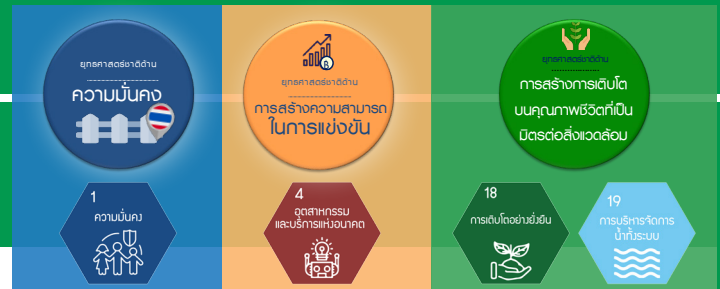 ยุทธศาสตร์ชาติด้าน
ความมั่นคง
ยุทธศาสตร์ชาติด้าน
การสร้างความสามารถ
ในการแข่งขัน
ยุทธศาสตร์ชาติด้าน
การสร้างการเติบโต
บนคุณภาพชีวิตที่เป็น
มิตรต่อสิ่งแวดล้อม
1
ความมั่นคง
4
อุตสาหกรรม
และบริการแห่งอนาคต
18
การเติบโตอย่างยั่งยืน
19
การบริหารจัดการ
น้ำทั้งระบบ